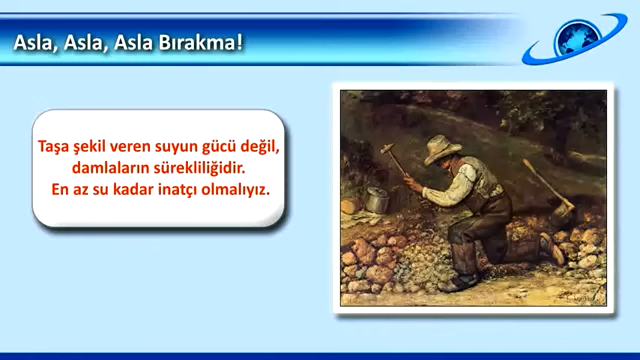 Asla, Asla, Asla Bırakma!
Taşa şekil veren suyun gücü değil,
damlaların sürekliliğidir.
En az su kadar inatçı olmalıyız.